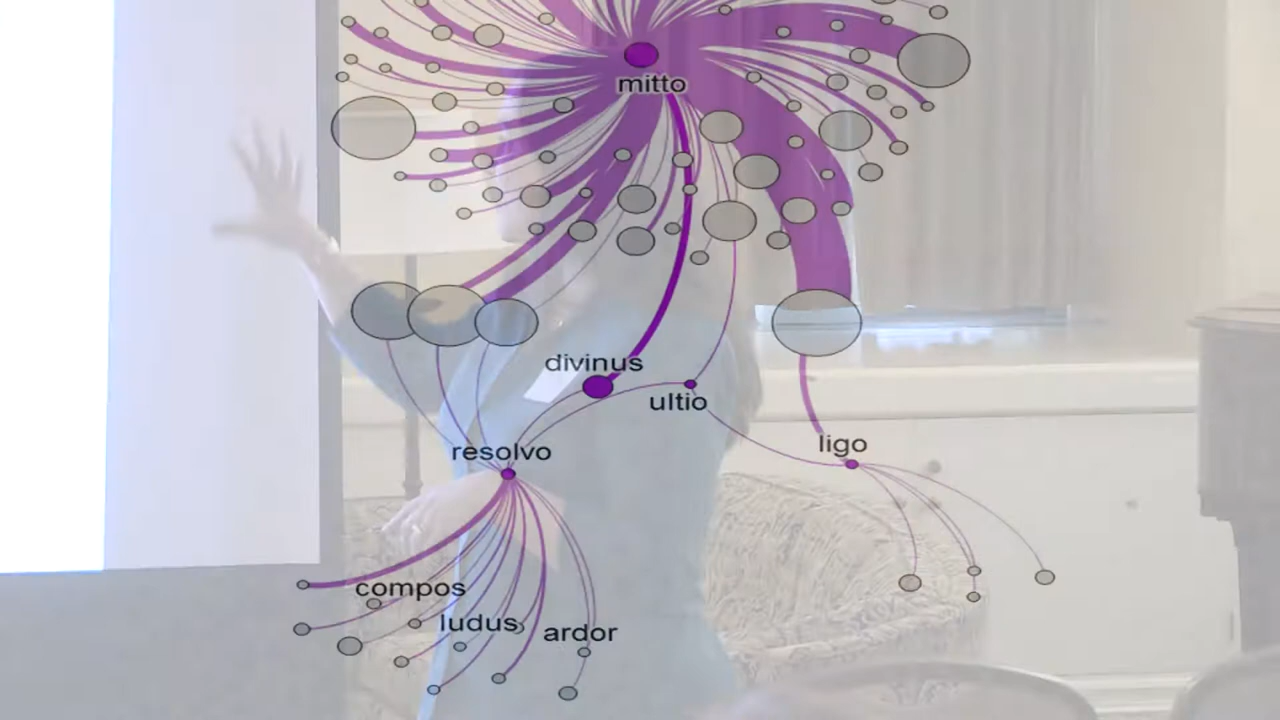 mitto
divinus
ultio
ligo
resolvo
compos
ludus
ardor